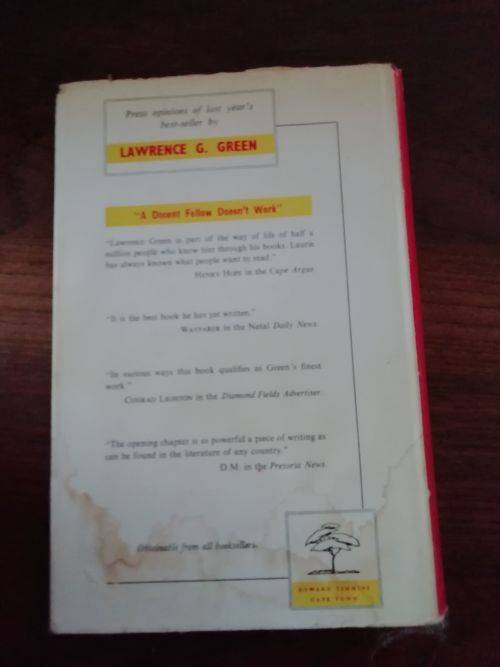 Press opinions of last year's
best-seller by
LAWRENCE G. GREEN
"A Decent Fellow Doesn't Work"
"Lawrence Green is part of the way of life of half a
million people who know him through his books. Laurie
has always known what people want to read."
HENRY HOPE in the Cape Argus
"It is the best book he has yet written."
WAYFARER in the Natal Daily News
"In various ways this book qualifies as Green's finest
work."
CONRAD LIGHTON in the Diamond Fields Advertiser
"The opening chapter is as powerful a piece of writing as
can be found in the literature of any country."
D.M. in the Pretoria News
Obtainable from all booksellers.
HOWARD TIMMINS
CAPE TOWN